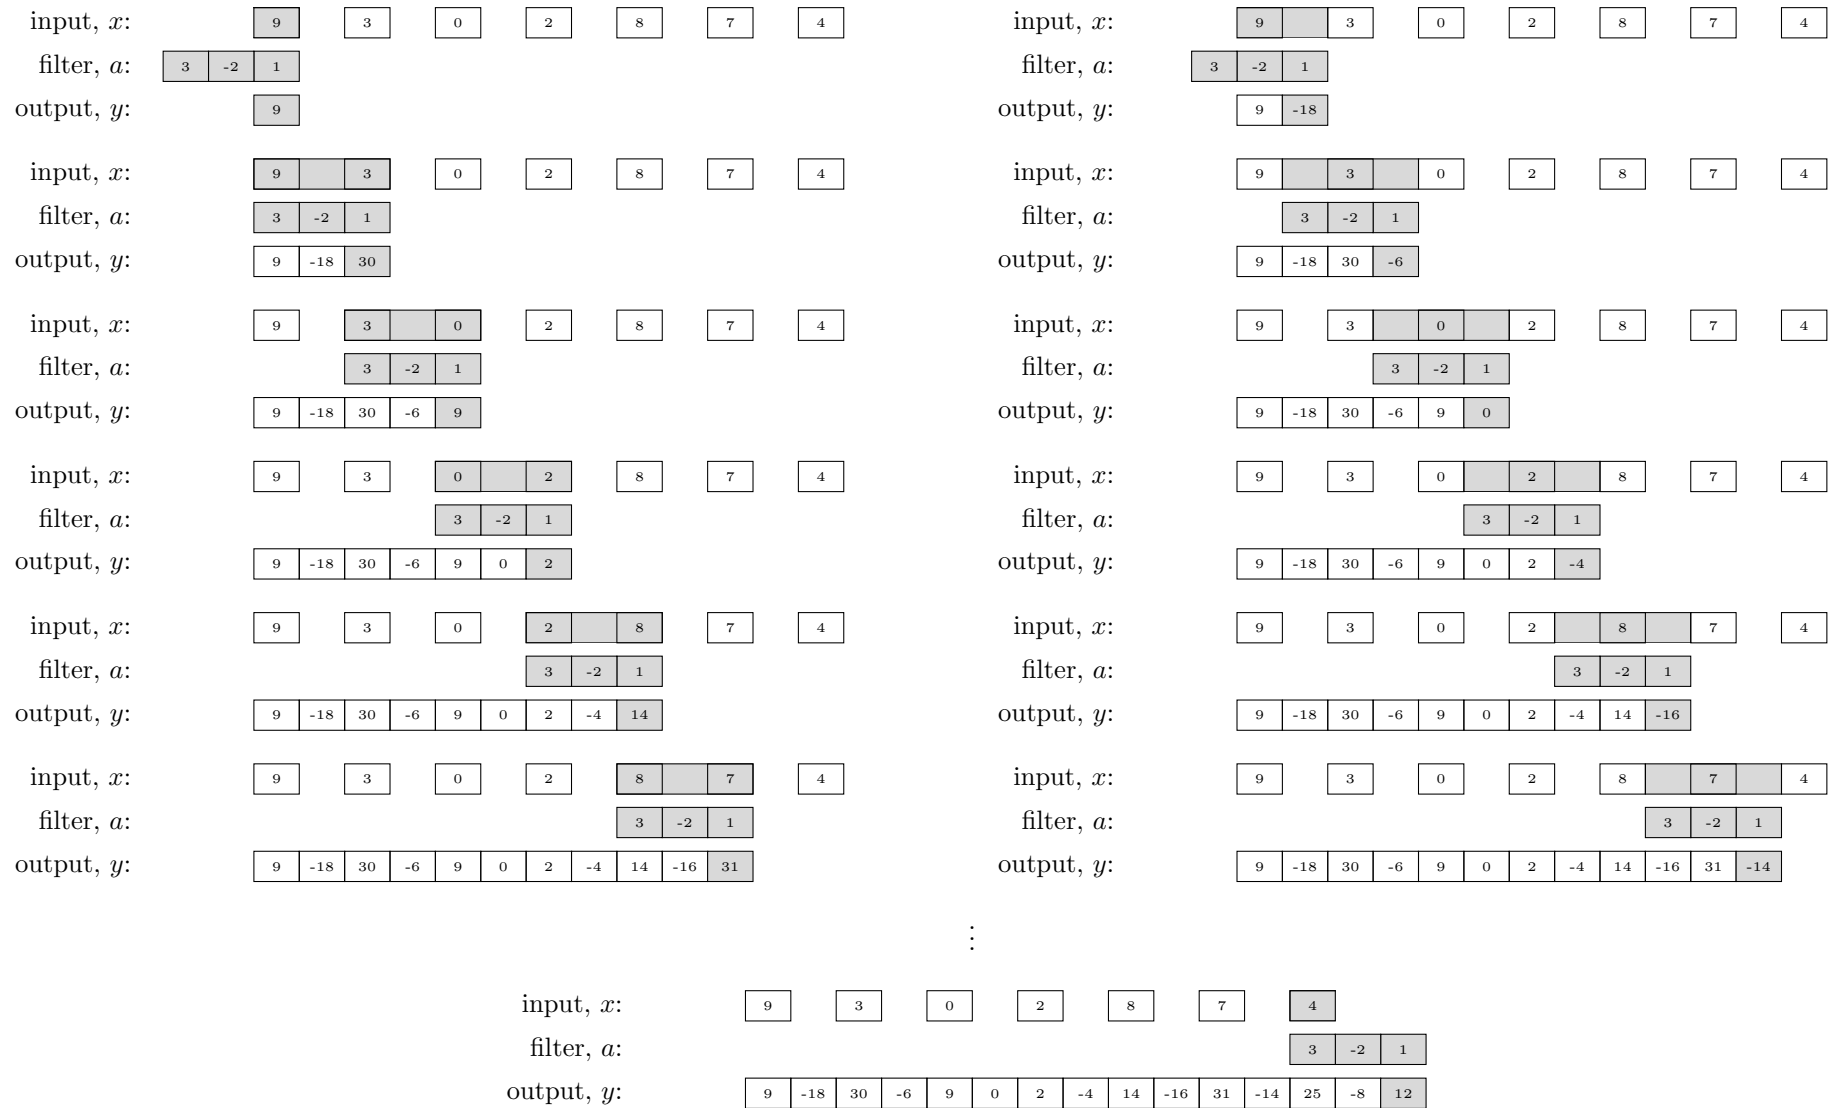 input, x: 9 3 0 2 8 7 4
filter, a: 3 -2 1
output, y: 9
input, x: 9 3 0 2 8 7 4
filter, a: 3 -2 1
output, y: 9 -18
input, x: 9 3 0 2 8 7 4
filter, a: 3 -2 1
output, y: 9 -18 30
input, x: 9 3 0 2 8 7 4
filter, a: 3 -2 1
output, y: 9 -18 30 -6
input, x: 9 3 0 2 8 7 4
filter, a: 3 -2 1
output, y: 9 -18 30 -6 9
input, x: 9 3 0 2 8 7 4
filter, a: 3 -2 1
output, y: 9 -18 30 -6 9 0
input, x: 9 3 0 2 8 7 4
filter, a: 3 -2 1
output, y: 9 -18 30 -6 9 0 2
input, x: 9 3 0 2 8 7 4
filter, a: 3 -2 1
output, y: 9 -18 30 -6 9 0 2 -4
input, x: 9 3 0 2 8 7 4
filter, a: 3 -2 1
output, y: 9 -18 30 -6 9 0 2 -4 14
input, x: 9 3 0 2 8 7 4
filter, a: 3 -2 1
output, y: 9 -18 30 -6 9 0 2 -4 14 -16
input, x: 9 3 0 2 8 7 4
filter, a: 3 -2 1
output, y: 9 -18 30 -6 9 0 2 -4 14 -16 31
input, x: 9 3 0 2 8 7 4
filter, a: 3 -2 1
output, y: 9 -18 30 -6 9 0 2 -4 14 -16 31 -14
⋮
input, x: 9 3 0 2 8 7 4
filter, a: 3 -2 1
output, y: 9 -18 30 -6 9 0 2 -4 14 -16 31 -14 25 -8 12